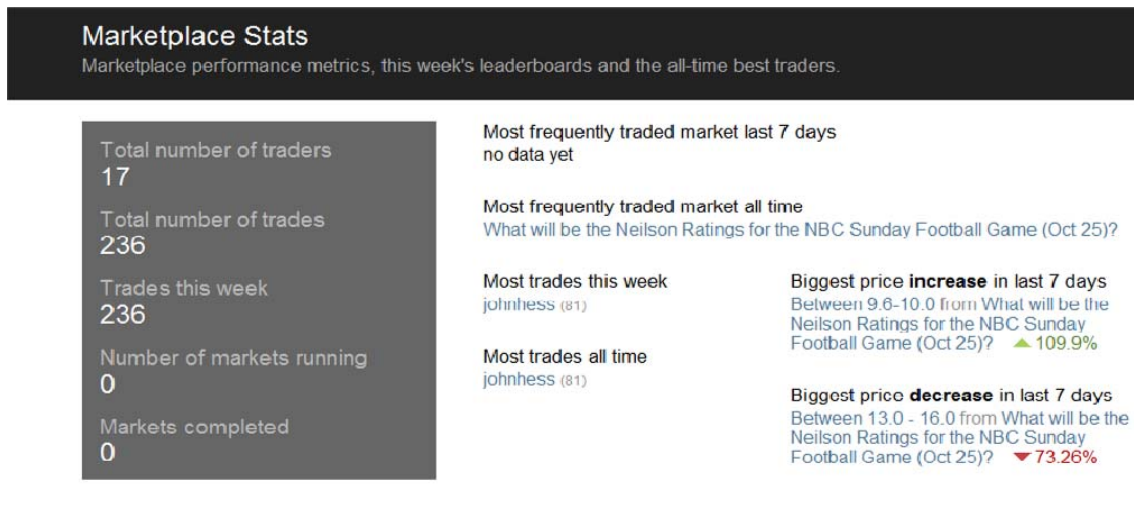 Marketplace Stats
Marketplace performance metrics, this week's leaderboards and the all-time best traders.
Total number of traders
17
Total number of trades
236
Trades this week
236
Number of markets running
0
Markets completed
0
Most frequently traded market last 7 days
no data yet
Most frequently traded market all time
What will be the Neilson Ratings for the NBC Sunday Football Game (Oct 25)?
Most trades this week
johnhess (81)
Most trades all time
johnhess (81)
Biggest price increase in last 7 days
Between 9.6-10.0 from What will be the
Neilson Ratings for the NBC Sunday
Football Game (Oct 25)? 109.9%
Biggest price decrease in last 7 days
Between 13.0 - 16.0 from What will be the
Neilson Ratings for the NBC Sunday
Football Game (Oct 25)? 73.26%